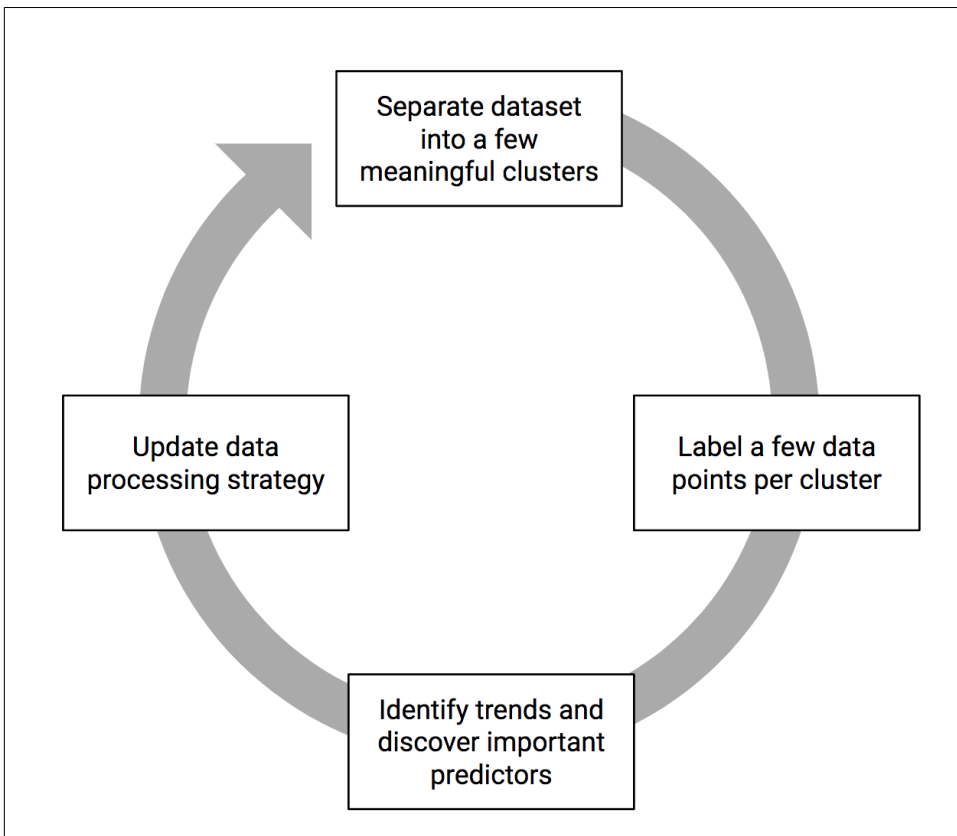 Separate dataset
into a few
meaningful clusters
Label a few data
points per cluster
Identify trends and
discover important
predictors
Update data
processing strategy